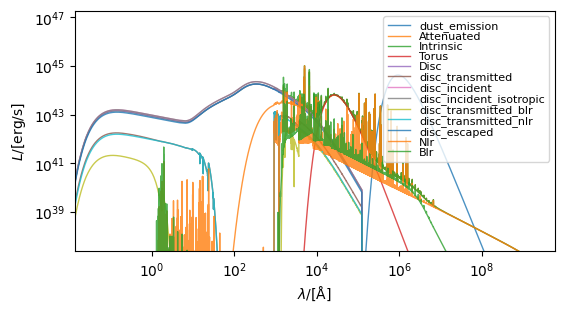 10^47
10^45
10^43
10^41
10^39
L/[erg/s]
dust_emission
Attenuated
Intrinsic
Torus
Disc
disc_transmitted
disc_incident
disc_incident_isotropic
disc_transmitted_blr
disc_transmitted_nlr
disc_escaped
Nlr
Blr
10^0
10^2
10^4
10^6
10^8
λ/[Å]